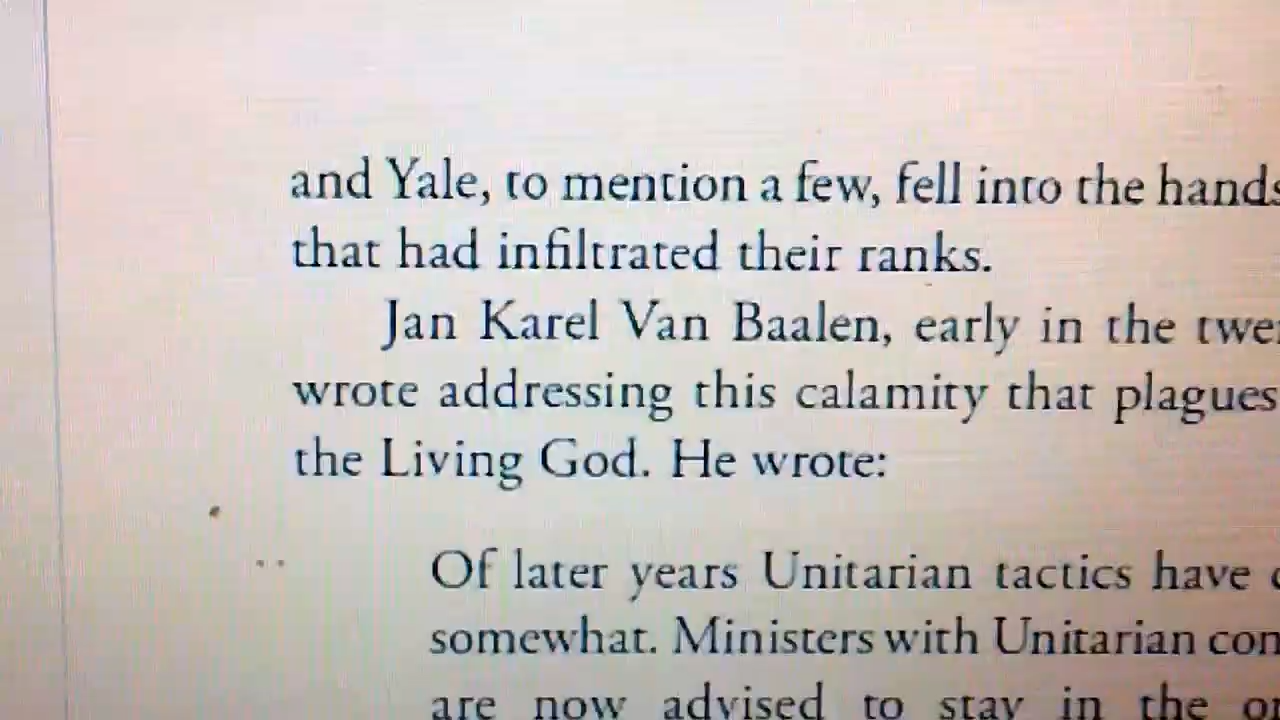 and Yale, to mention a few, fell into the hands
that had infiltrated their ranks.
Jan Karel Van Baalen, early in the
wrote addressing this calamity that plagues
the Living God. He wrote:
Of later years Unitarian tactics have
somewhat. Ministers with Unitarian
are now advised to stay in the